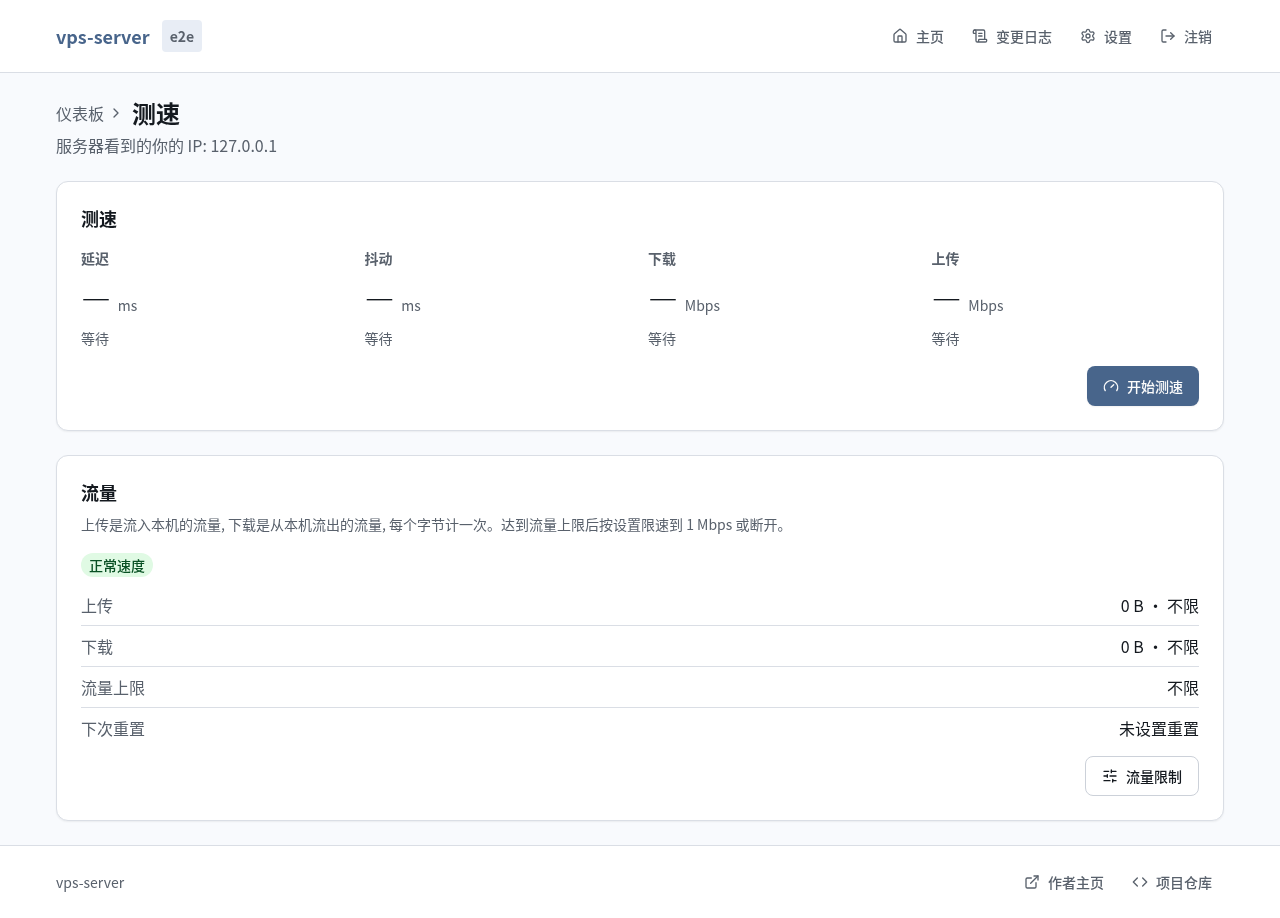 vps-server e2e 主页 变更日志 设置 注销
仪表板 测速
服务器看到的你的 IP: 127.0.0.1
测速
延迟 抖动 下载 上传
— ms — ms — Mbps — Mbps
等待 等待 等待 等待
开始测速
流量
上传是流入本机的流量, 下载是从本机流出的流量, 每个字节计一次。达到流量上限后按设置限速到 1 Mbps 或断开。
正常速度
上传 0 B · 不限
下载 0 B · 不限
流量上限 不限
下次重置 未设置重置
流量限制
vps-server 作者主页 项目仓库